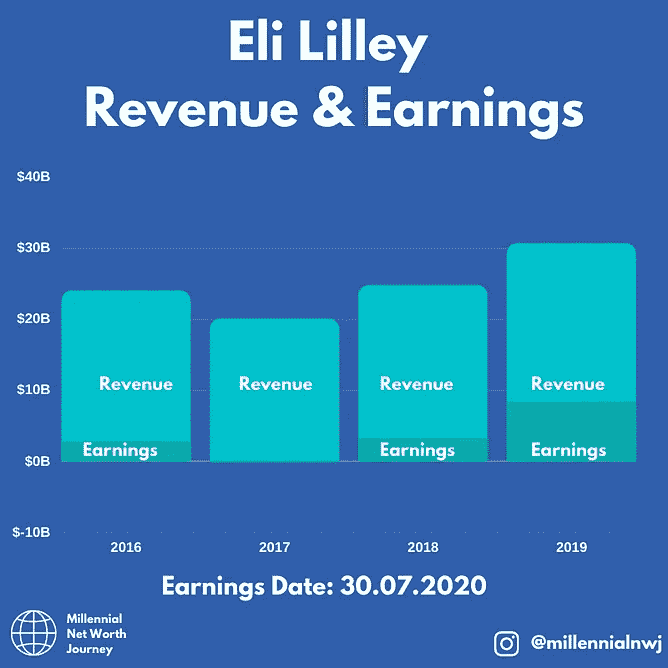 Eli Lilley
Revenue & Earnings
$40B
$30B
$20B
$10B
$0B
$-10B
Revenue
Revenue
Revenue
Revenue
Earnings
Earnings
Earnings
2016
2017
2018
2019
Earnings Date: 30.07.2020
Millennial
Net Worth
Journey
@millennialnwj